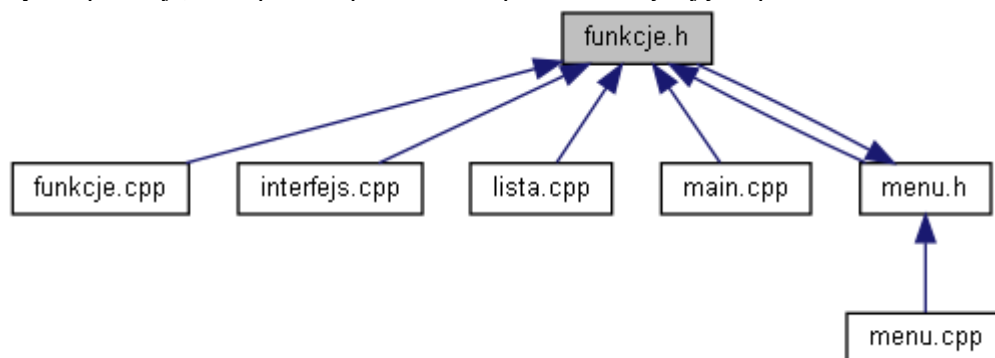 funkcje.h
funkcje.cpp
interfejs.cpp
lista.cpp
main.cpp
menu.h
menu.cpp